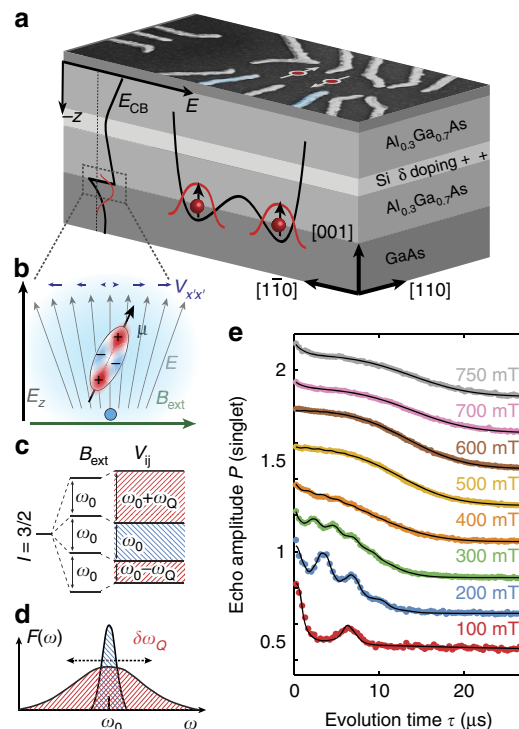 a
E_CB
E
−z
Al0.3Ga0.7As
Si δ doping + +
Al0.3Ga0.7As
GaAs
[001]
[11̅0]
[110]
b
V_x'x'
μ
+
−
−
+
E
E_z
B_ext
c
B_ext
V_ij
I = 3/2
ω0
ω0
ω0
ω0+ωQ
ω0
ω0−ωQ
d
F(ω)
δωQ
ω0
ω
e
Echo amplitude P (singlet)
2
1.5
1
0.5
750 mT
700 mT
600 mT
500 mT
400 mT
300 mT
200 mT
100 mT
0
10
20
Evolution time τ (μs)